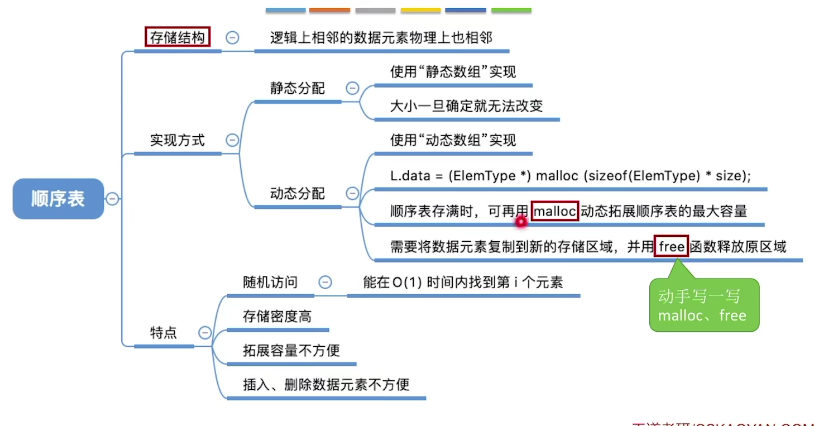 顺序表
存储结构
逻辑上相邻的数据元素物理上也相邻
实现方式
静态分配
使用“静态数组”实现
大小一旦确定就无法改变
动态分配
使用“动态数组”实现
L.data = (ElemType *) malloc (sizeof(ElemType) * size);
顺序表存满时，可再用 malloc 动态拓展顺序表的最大容量
需要将数据元素复制到新的存储区域，并用 free 函数释放原区域
动手写一写
malloc、free
特点
随机访问
能在 O(1) 时间内找到第 i 个元素
存储密度高
拓展容量不方便
插入、删除数据元素不方便